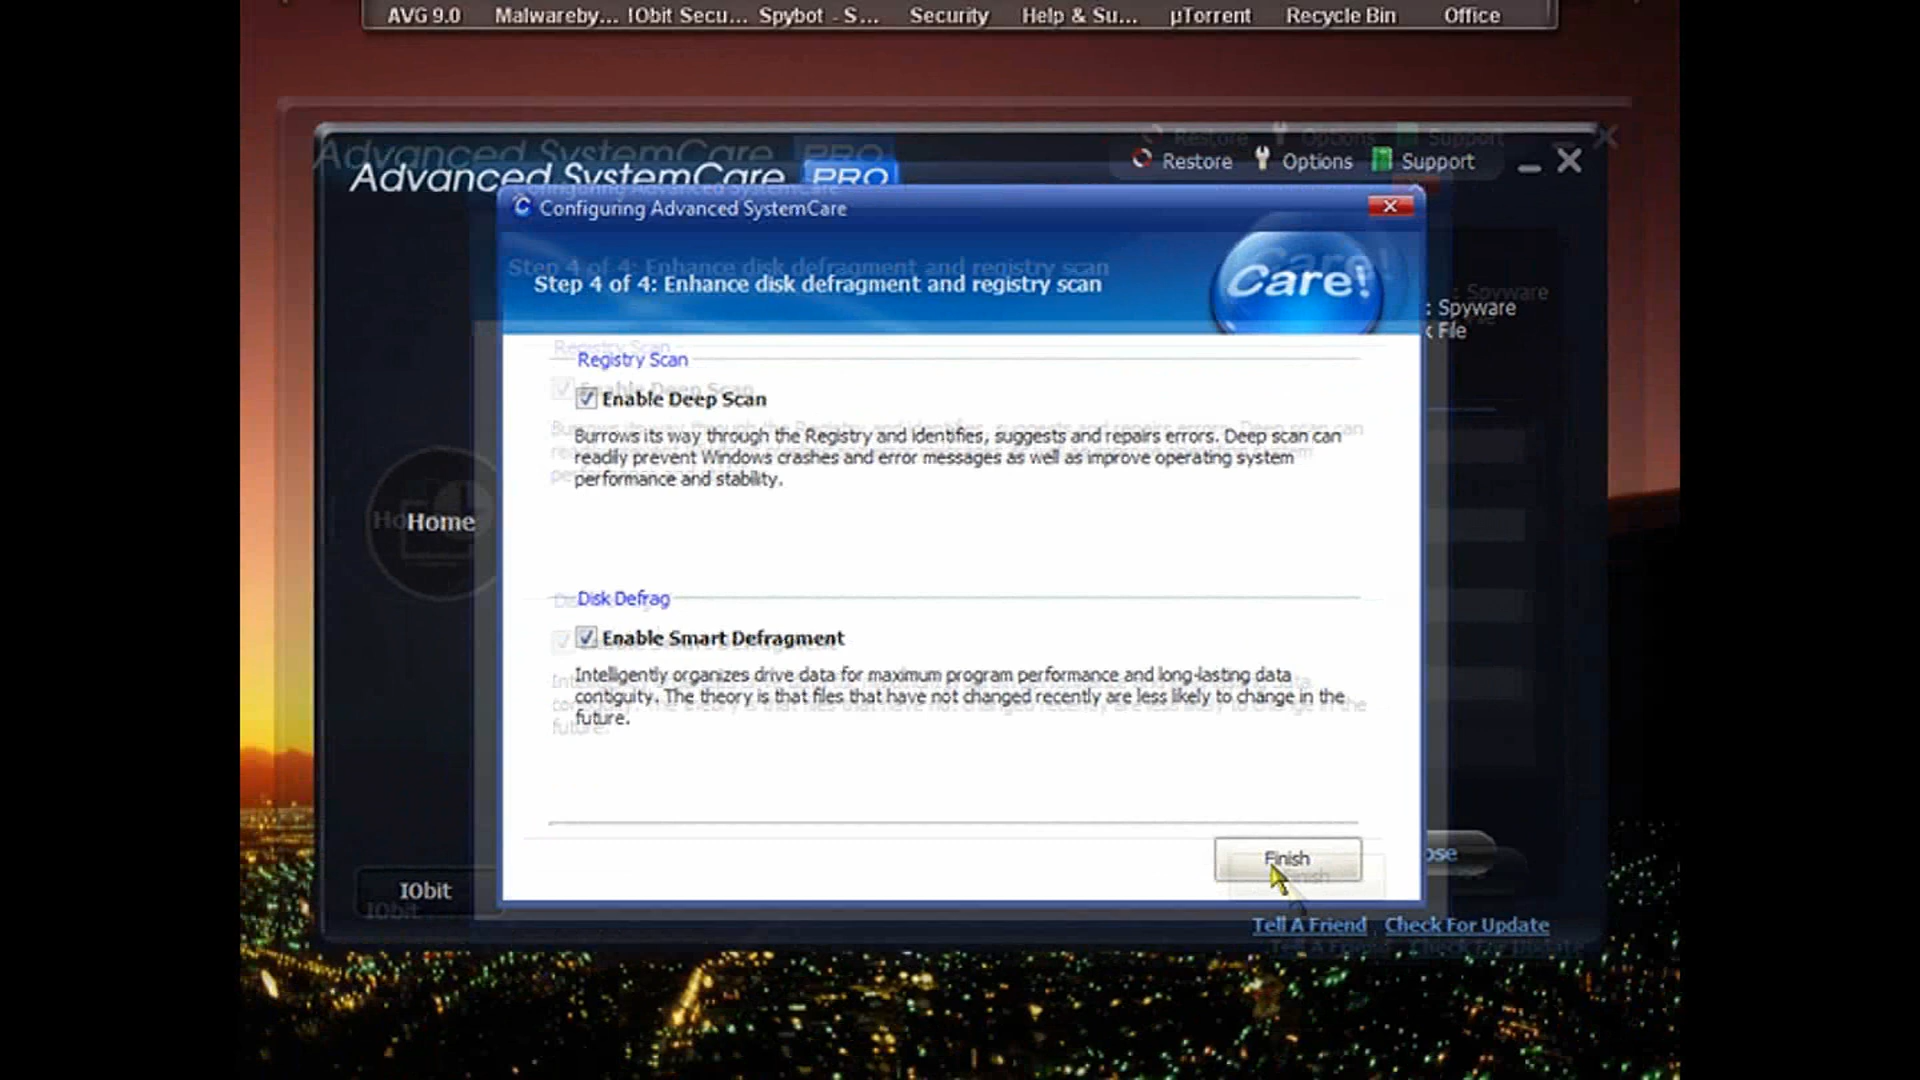 AVG 9.0 Malwareby... IObit Secu... Spybot - S... Security Help & Su... µTorrent Recycle Bin Office
Advanced SystemCare PRO
Restore Options Support
Configuring Advanced SystemCare
Step 4 of 4: Enhance disk defragment and registry scan
Care!
: Spyware
k File
Registry Scan
Enable Deep Scan
Burrows its way through the Registry and identifies, suggests and repairs errors. Deep scan can
readily prevent Windows crashes and error messages as well as improve operating system
performance and stability.
Home
Disk Defrag
Enable Smart Defragment
Intelligently organizes drive data for maximum program performance and long-lasting data
contiguity. The theory is that files that have not changed recently are less likely to change in the
future.
Finish
ose
IObit
Tell A Friend Check For Update